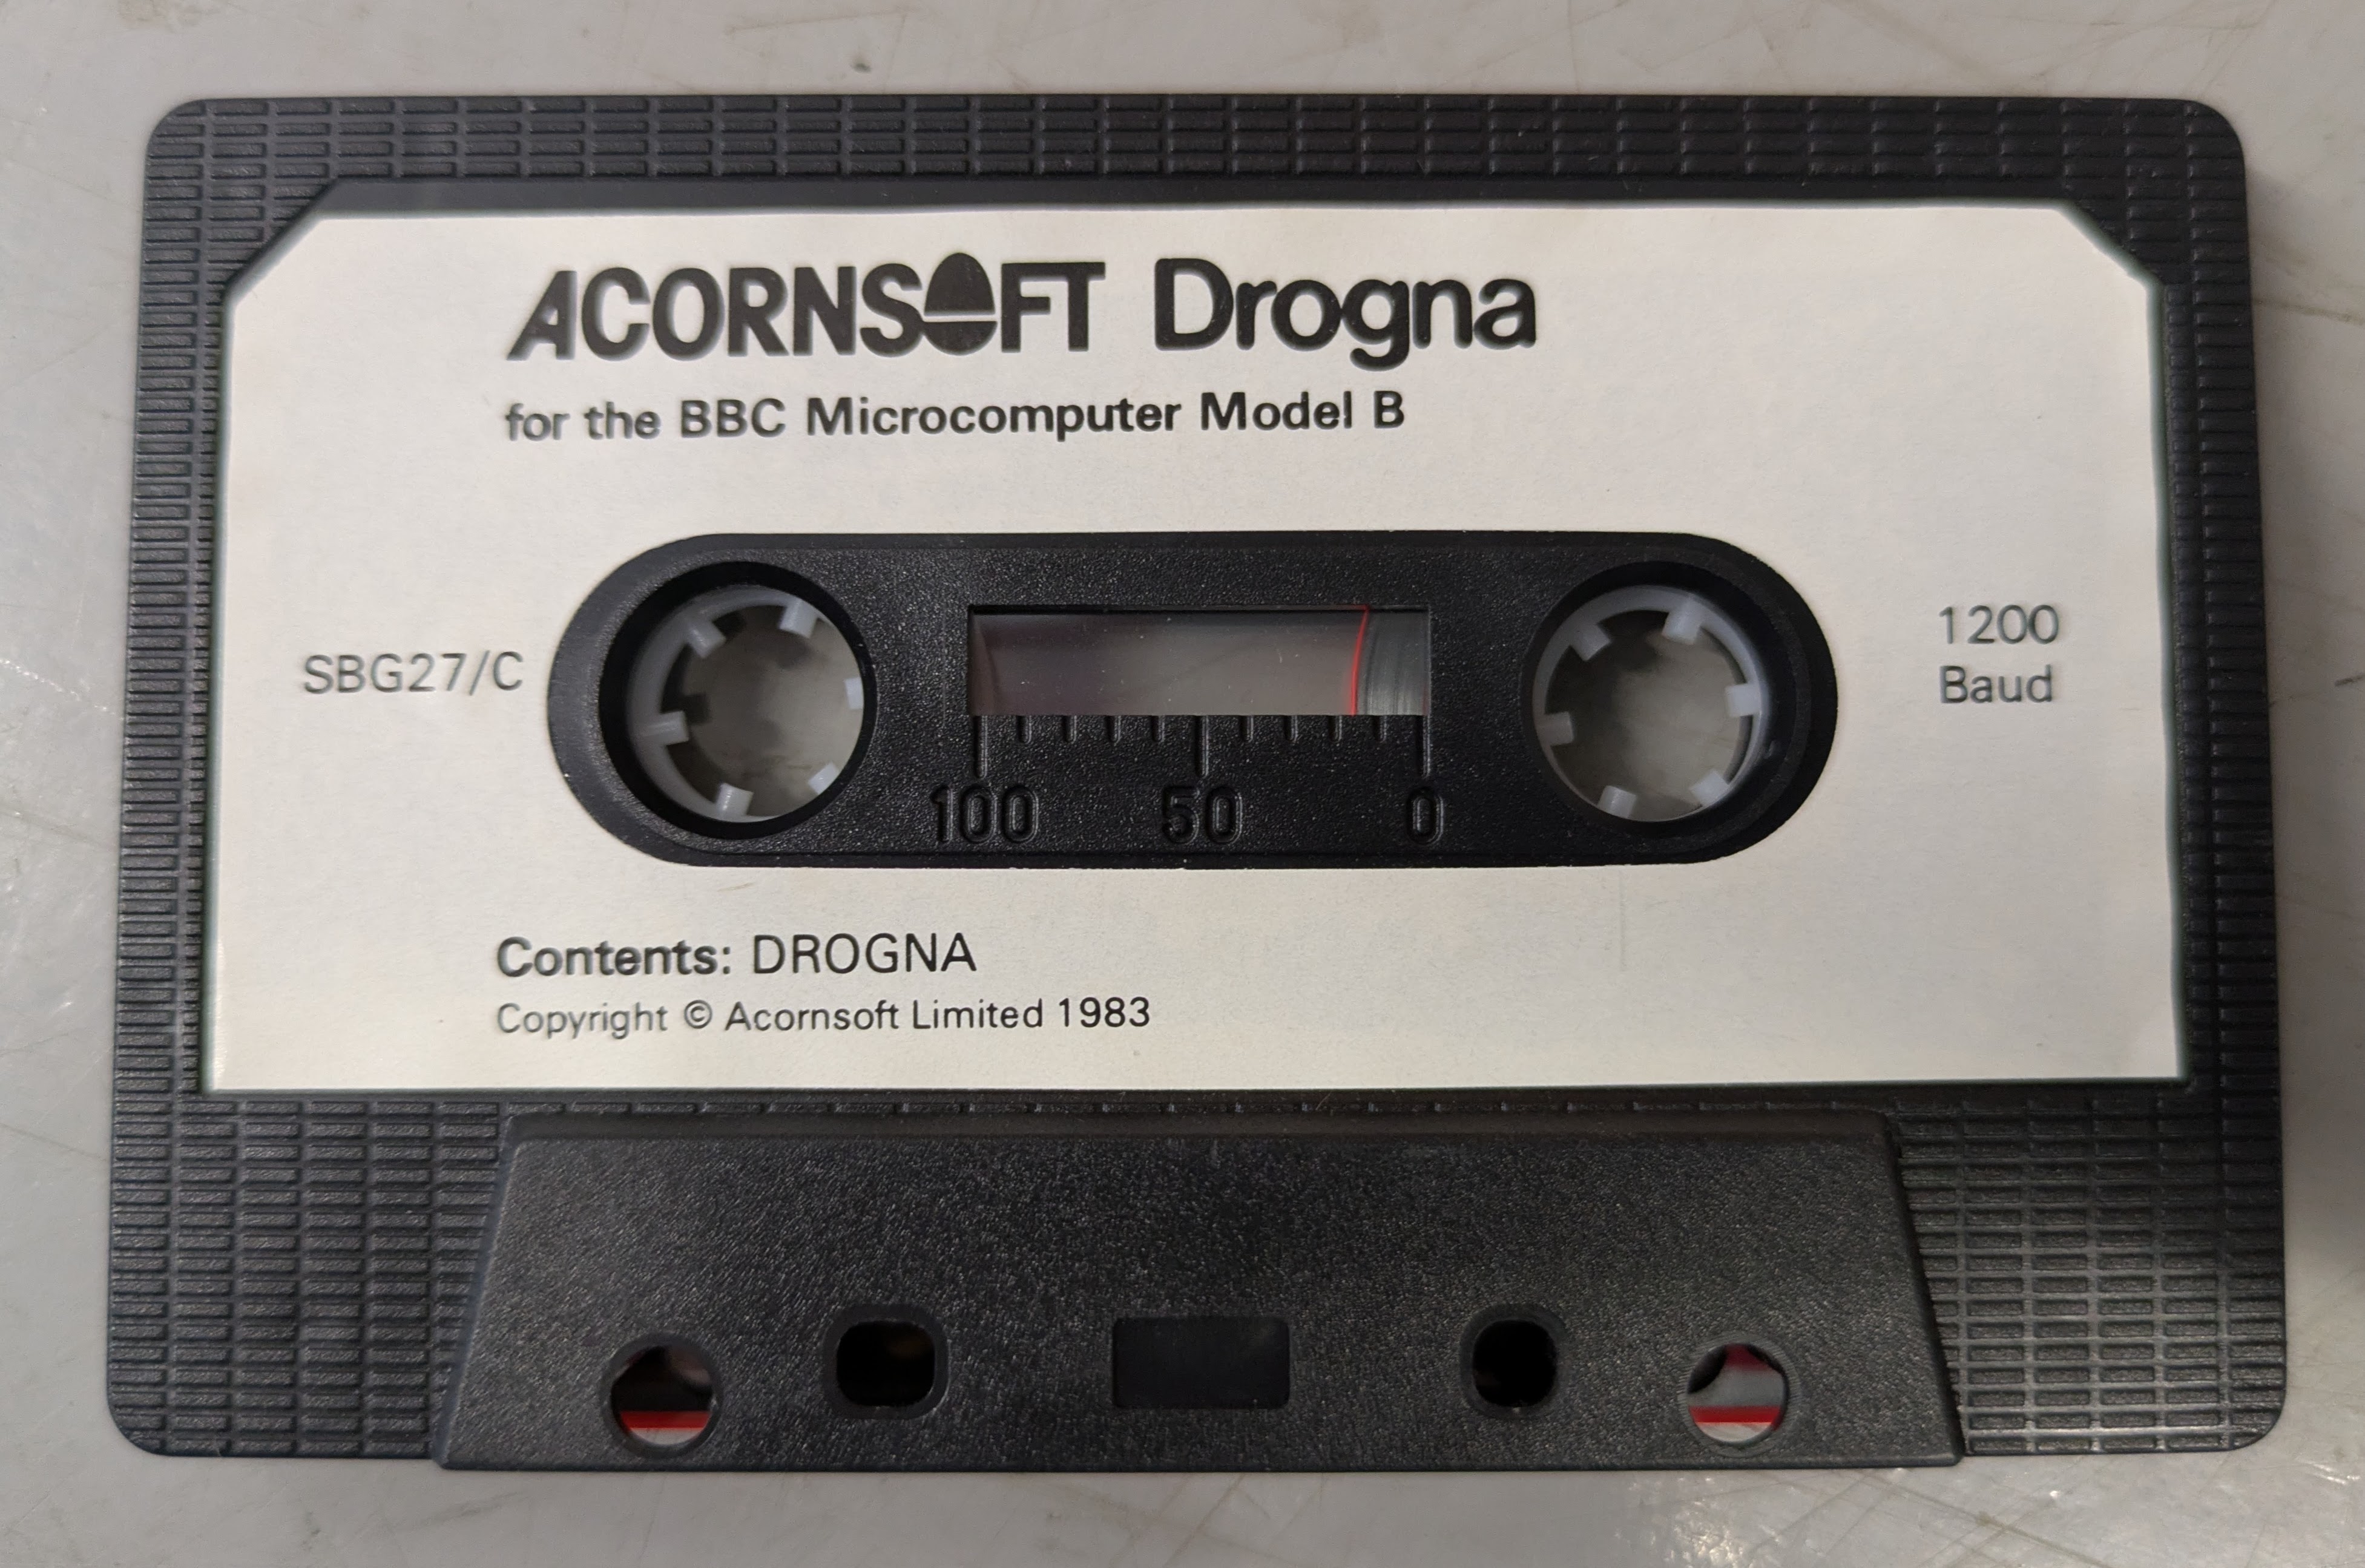 ACORNSOFT Drogna
for the BBC Microcomputer Model B
SBG27/C
1200
Baud
100 50 0
Contents: DROGNA
Copyright © Acornsoft Limited 1983